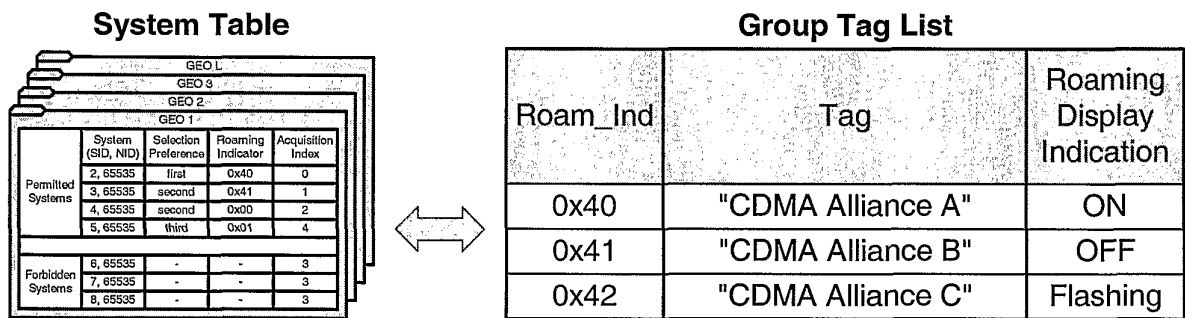 System Table
GEO L
GEO 3
GEO 2
GEO 1
System (SID, NID) Selection Preference Roaming Indicator Acquisition Index
Permitted Systems
2, 65535 first 0x40 0
3, 65535 second 0x41 1
4, 65535 second 0x00 2
5, 65535 third 0x01 4
Forbidden Systems
6, 65535 - - 3
7, 65535 - - 3
8, 65535 - - 3
Group Tag List
Roam_Ind Tag Roaming Display Indication
0x40 "CDMA Alliance A" ON
0x41 "CDMA Alliance B" OFF
0x42 "CDMA Alliance C" Flashing